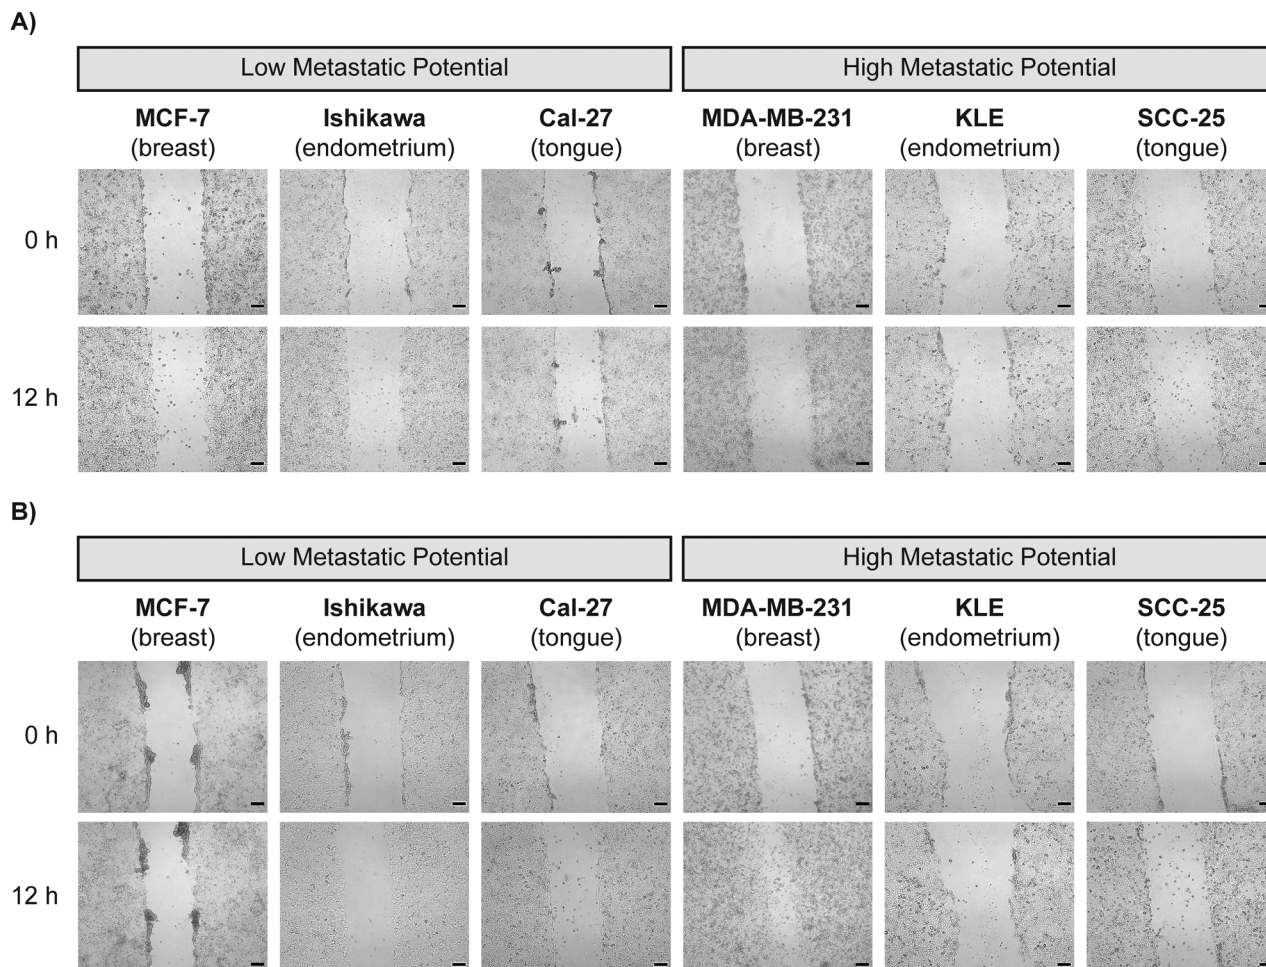 A)
Low Metastatic Potential
High Metastatic Potential
MCF-7
(breast)
Ishikawa
(endometrium)
Cal-27
(tongue)
MDA-MB-231
(breast)
KLE
(endometrium)
SCC-25
(tongue)
0 h
12 h
B)
Low Metastatic Potential
High Metastatic Potential
MCF-7
(breast)
Ishikawa
(endometrium)
Cal-27
(tongue)
MDA-MB-231
(breast)
KLE
(endometrium)
SCC-25
(tongue)
0 h
12 h